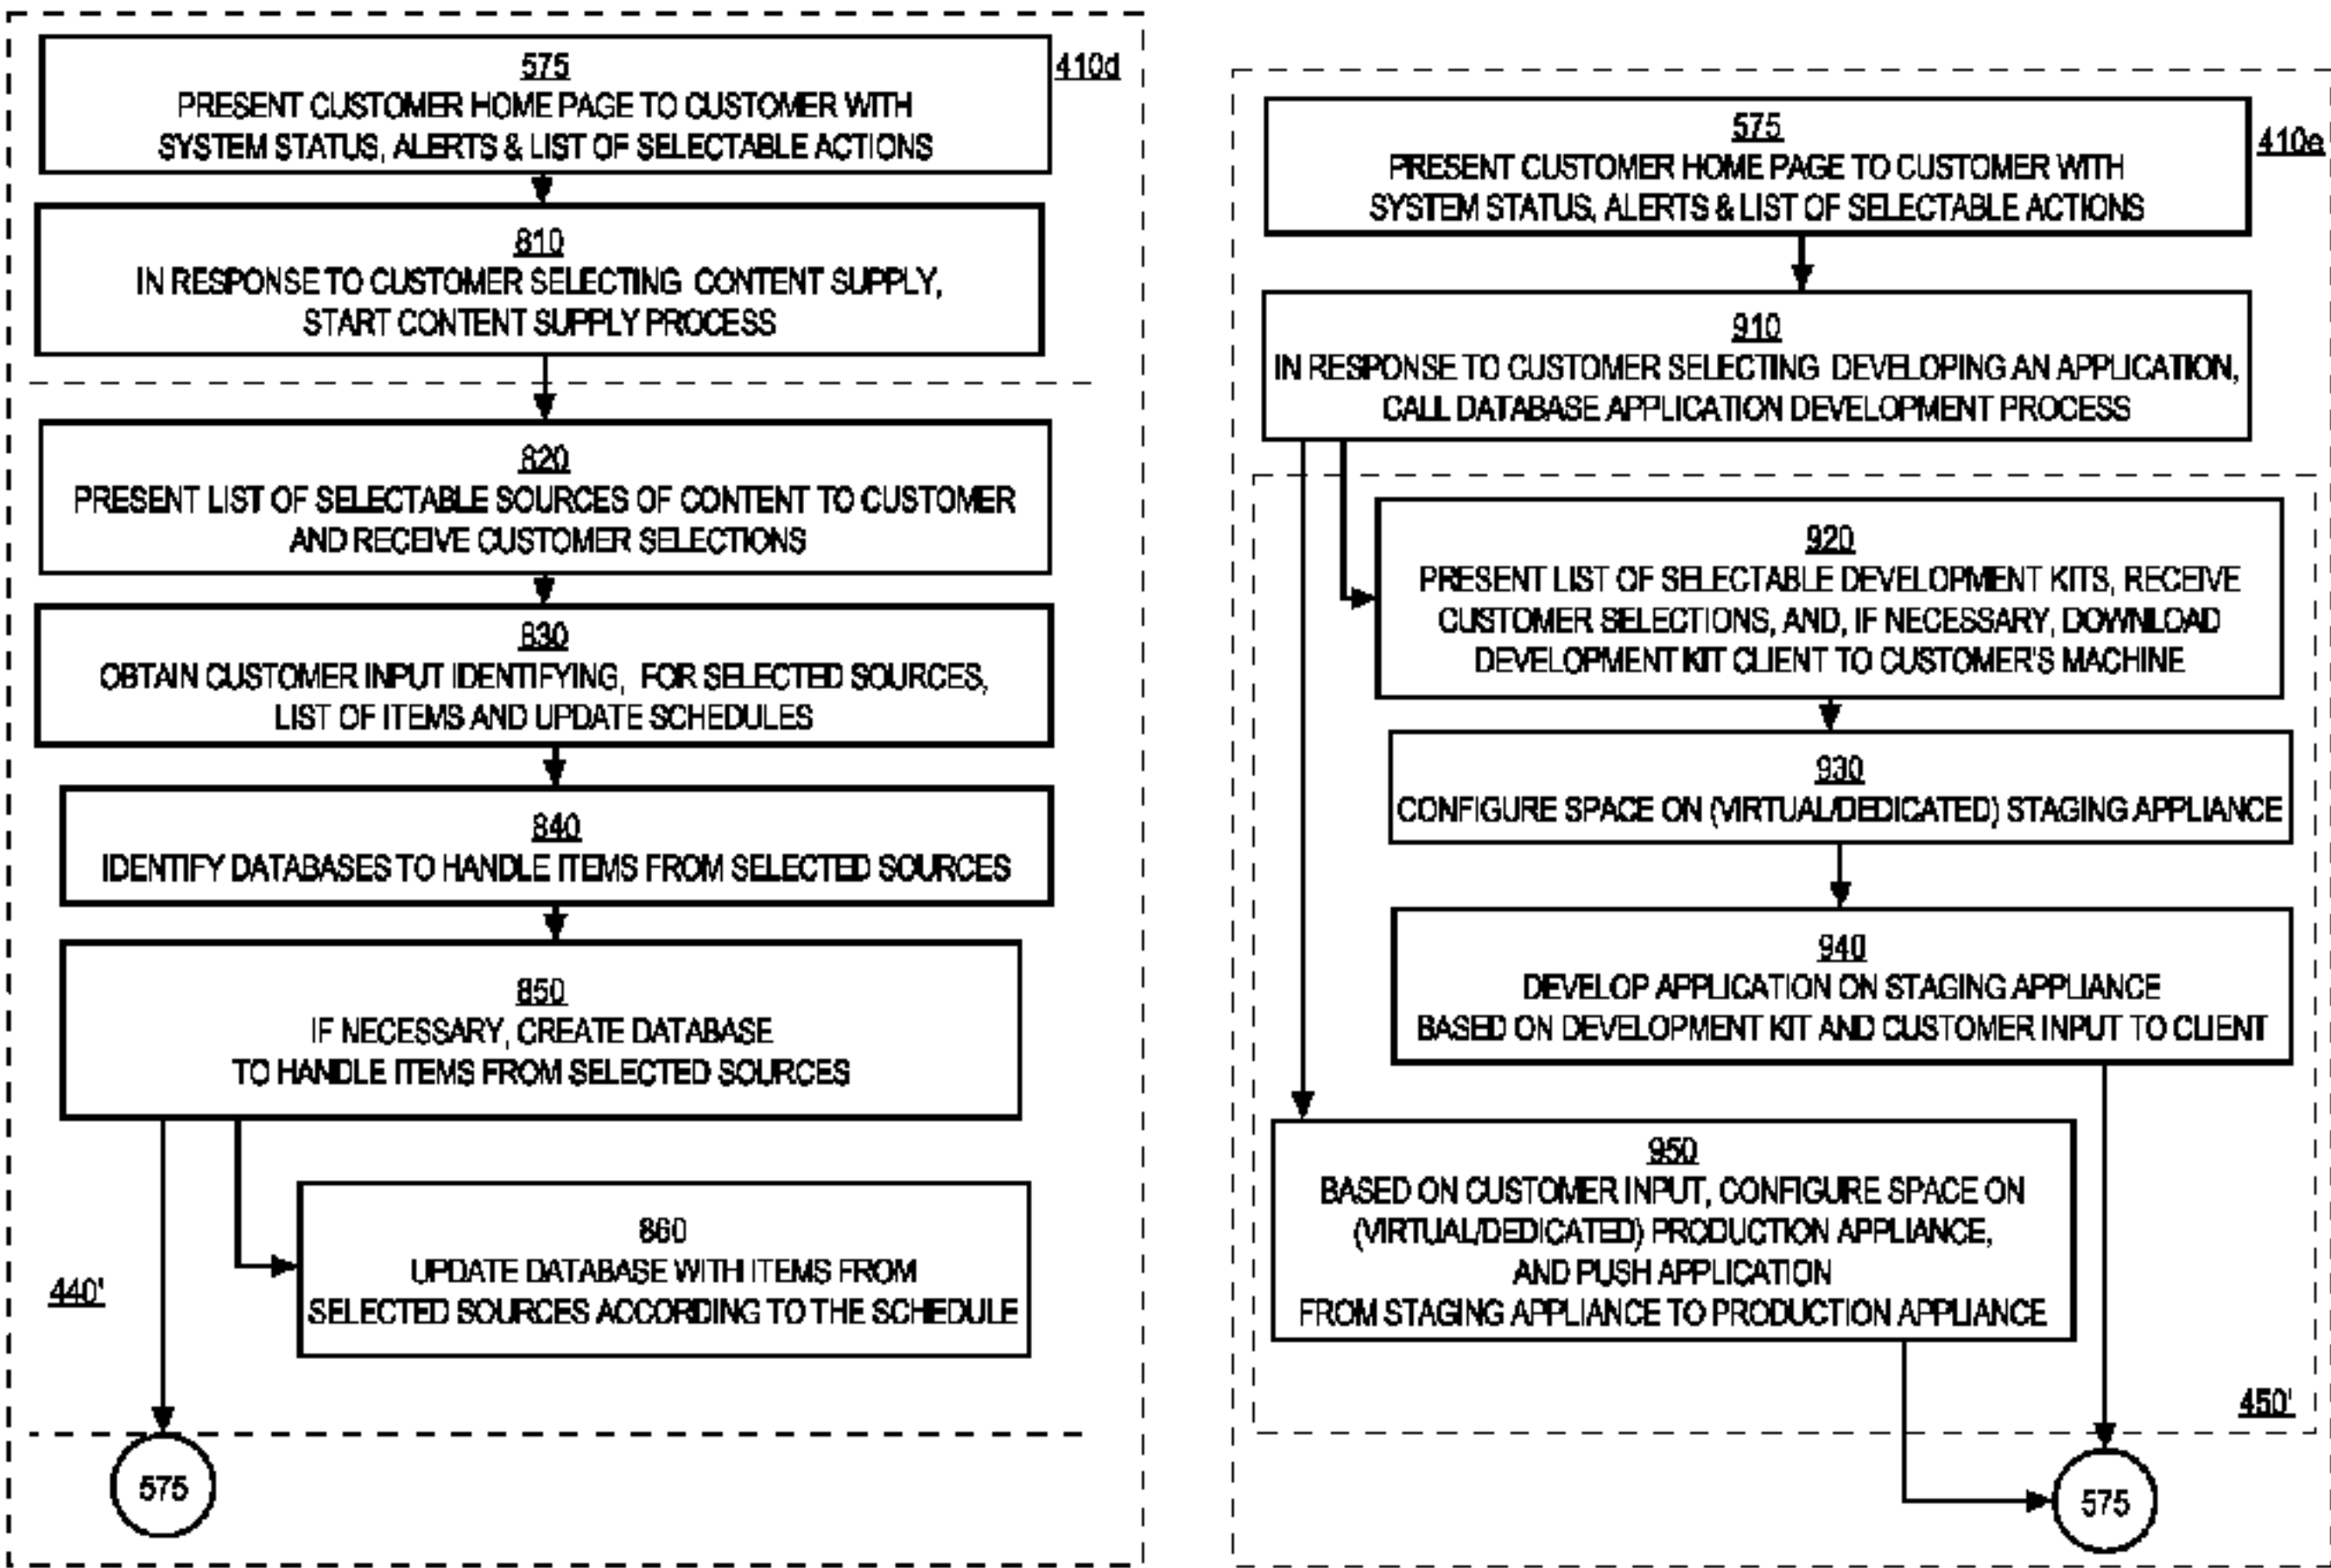 575
PRESENT CUSTOMER HOME PAGE TO CUSTOMER WITH
SYSTEM STATUS, ALERTS & LIST OF SELECTABLE ACTIONS
410d
810
IN RESPONSE TO CUSTOMER SELECTING CONTENT SUPPLY,
START CONTENT SUPPLY PROCESS
820
PRESENT LIST OF SELECTABLE SOURCES OF CONTENT TO CUSTOMER
AND RECEIVE CUSTOMER SELECTIONS
830
OBTAIN CUSTOMER INPUT IDENTIFYING, FOR SELECTED SOURCES,
LIST OF ITEMS AND UPDATE SCHEDULES
840
IDENTIFY DATABASES TO HANDLE ITEMS FROM SELECTED SOURCES
850
IF NECESSARY, CREATE DATABASE
TO HANDLE ITEMS FROM SELECTED SOURCES
860
UPDATE DATABASE WITH ITEMS FROM
SELECTED SOURCES ACCORDING TO THE SCHEDULE
440'
575
575
PRESENT CUSTOMER HOME PAGE TO CUSTOMER WITH
SYSTEM STATUS, ALERTS & LIST OF SELECTABLE ACTIONS
410e
910
IN RESPONSE TO CUSTOMER SELECTING DEVELOPING AN APPLICATION,
CALL DATABASE APPLICATION DEVELOPMENT PROCESS
920
PRESENT LIST OF SELECTABLE DEVELOPMENT KITS, RECEIVE
CUSTOMER SELECTIONS, AND, IF NECESSARY, DOWNLOAD
DEVELOPMENT KIT CLIENT TO CUSTOMER'S MACHINE
930
CONFIGURE SPACE ON (VIRTUAL/DEDICATED) STAGING APPLIANCE
940
DEVELOP APPLICATION ON STAGING APPLIANCE
BASED ON DEVELOPMENT KIT AND CUSTOMER INPUT TO CLIENT
950
BASED ON CUSTOMER INPUT, CONFIGURE SPACE ON
(VIRTUAL/DEDICATED) PRODUCTION APPLIANCE,
AND PUSH APPLICATION
FROM STAGING APPLIANCE TO PRODUCTION APPLIANCE
450'
575